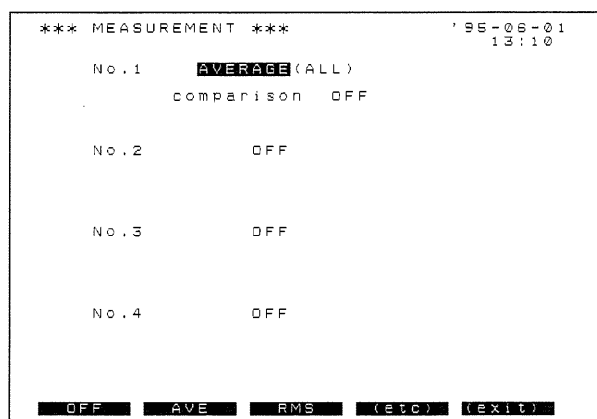 *** MEASUREMENT *** '95-06-01
13:10
No.1 AVERAGE(ALL)
comparison OFF
No.2 OFF
No.3 OFF
No.4 OFF
OFF AVE RMS (etc) (exit)